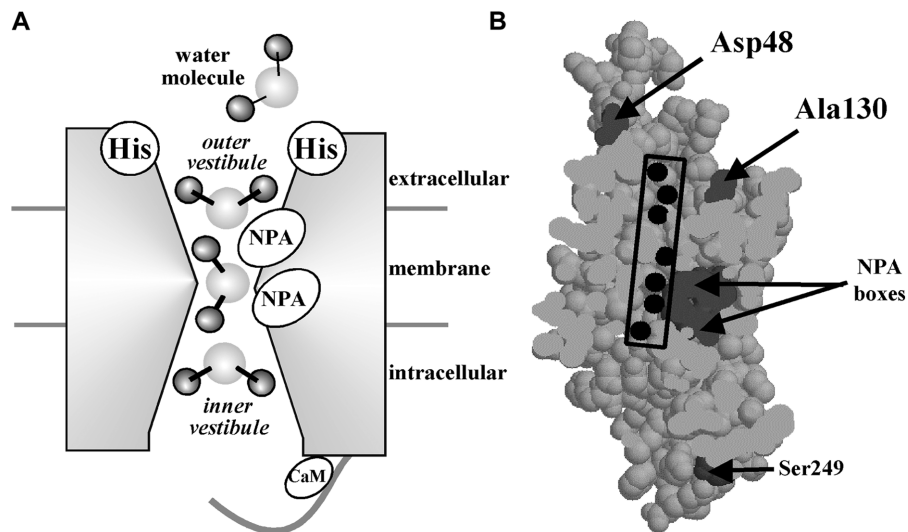 A
water
molecule
His
outer
vestibule
His
extracellular
NPA
membrane
NPA
intracellular
inner
vestibule
CaM
B
Asp48
Ala130
NPA
boxes
Ser249